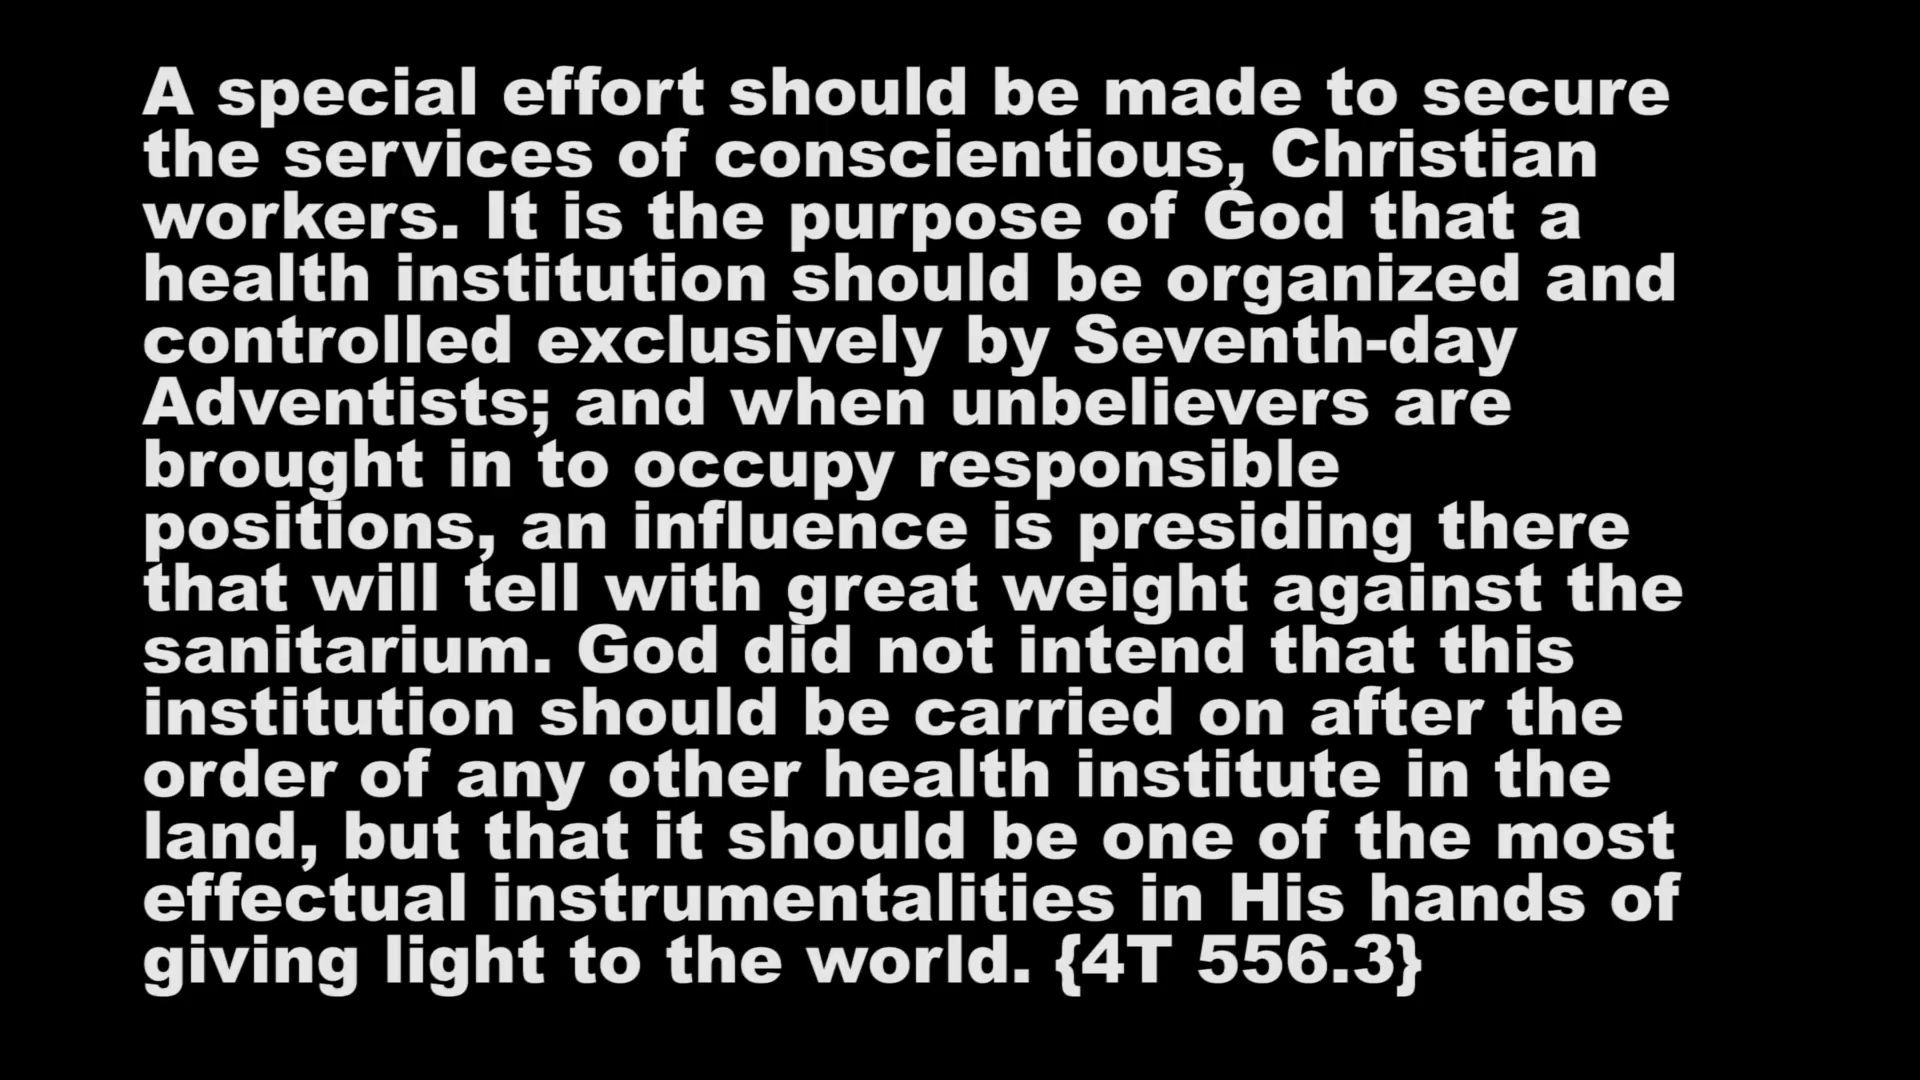 A special effort should be made to secure
the services of conscientious, Christian
workers. It is the purpose of God that a
health institution should be organized and
controlled exclusively by Seventh-day
Adventists; and when unbelievers are
brought in to occupy responsible
positions, an influence is presiding there
that will tell with great weight against the
sanitarium. God did not intend that this
institution should be carried on after the
order of any other health institute in the
land, but that it should be one of the most
effectual instrumentalities in His hands of
giving light to the world. {4T 556.3}